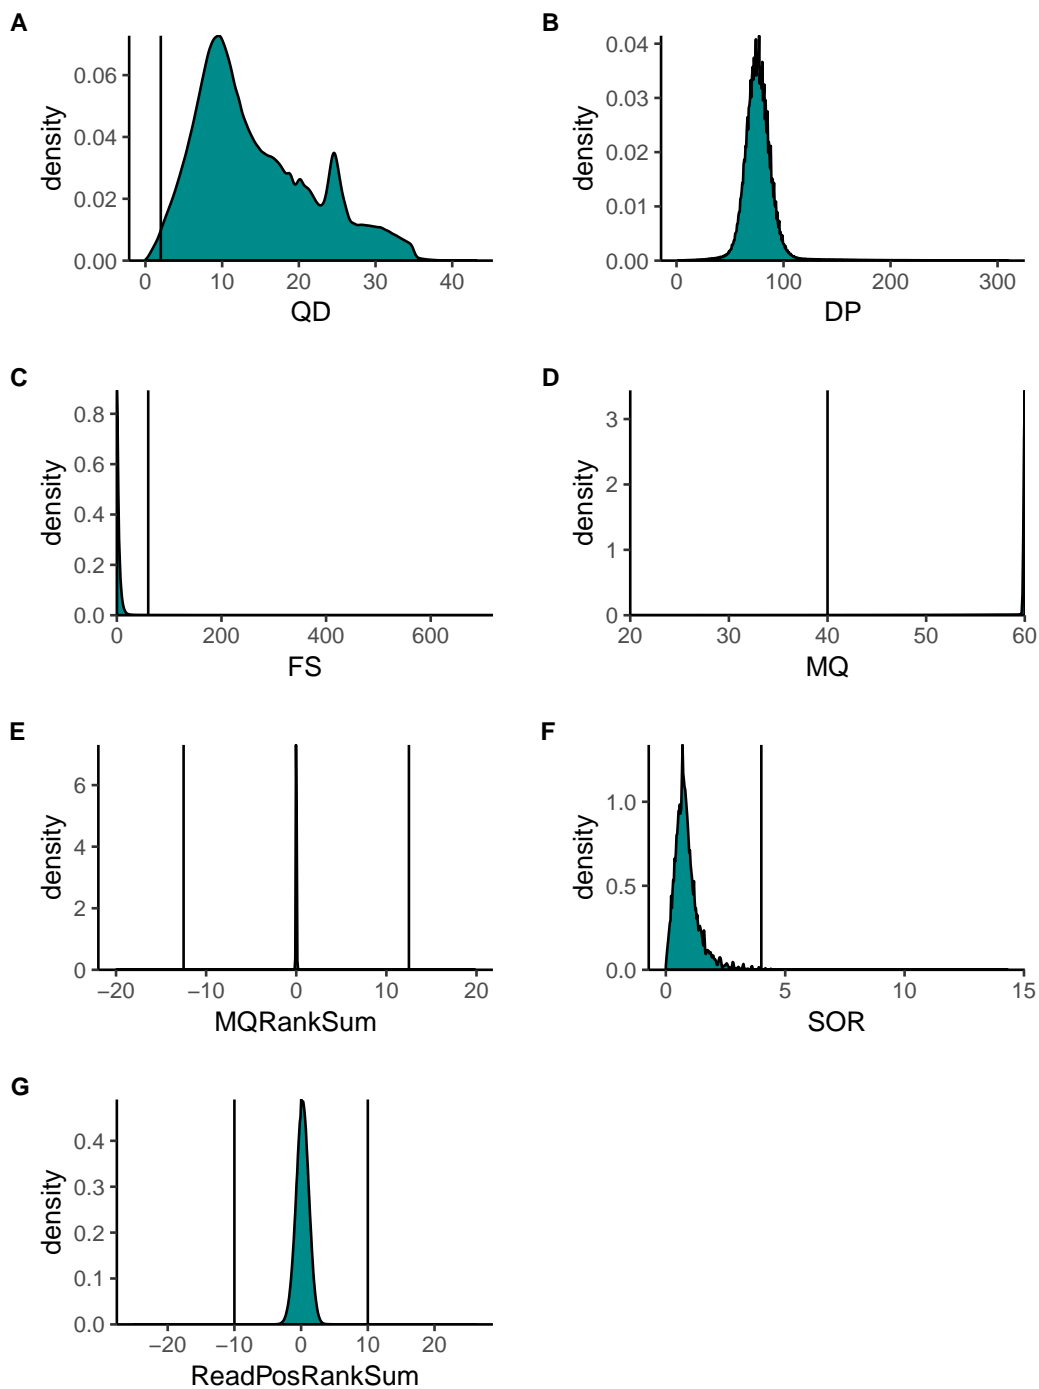 A
density
0.06
0.04
0.02
0.00
0 10 20 30 40
QD
B
density
0.04
0.03
0.02
0.01
0.00
0 100 200 300
DP
C
density
0.8
0.6
0.4
0.2
0.0
0 200 400 600
FS
D
density
3
2
1
0
20 30 40 50 60
MQ
E
density
6
4
2
0
−20 −10 0 10 20
MQRankSum
F
density
1.0
0.5
0.0
0 5 10 15
SOR
G
density
0.4
0.3
0.2
0.1
0.0
−20 −10 0 10 20
ReadPosRankSum